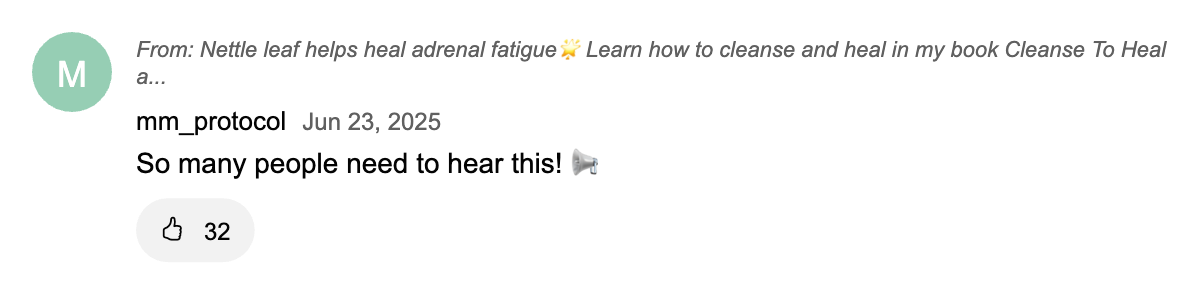 M
From: Nettle leaf helps heal adrenal fatigue🌟 Learn how to cleanse and heal in my book Cleanse To Heal
a...
mm_protocol Jun 23, 2025
So many people need to hear this! 📢
32